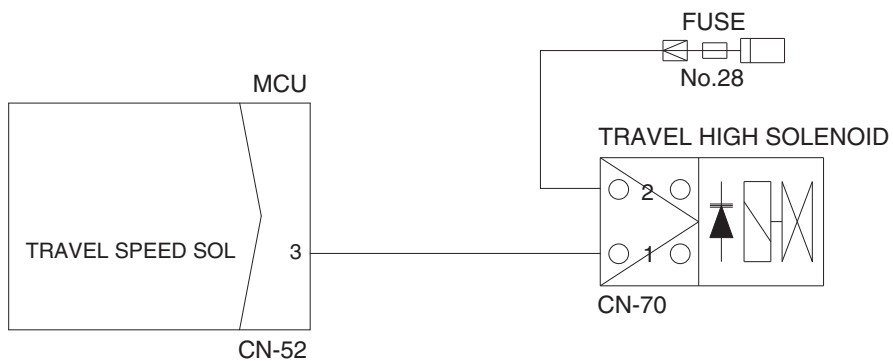 FUSE
No.28
MCU
TRAVEL HIGH SOLENOID
2
TRAVEL SPEED SOL
3
1
CN-70
CN-52